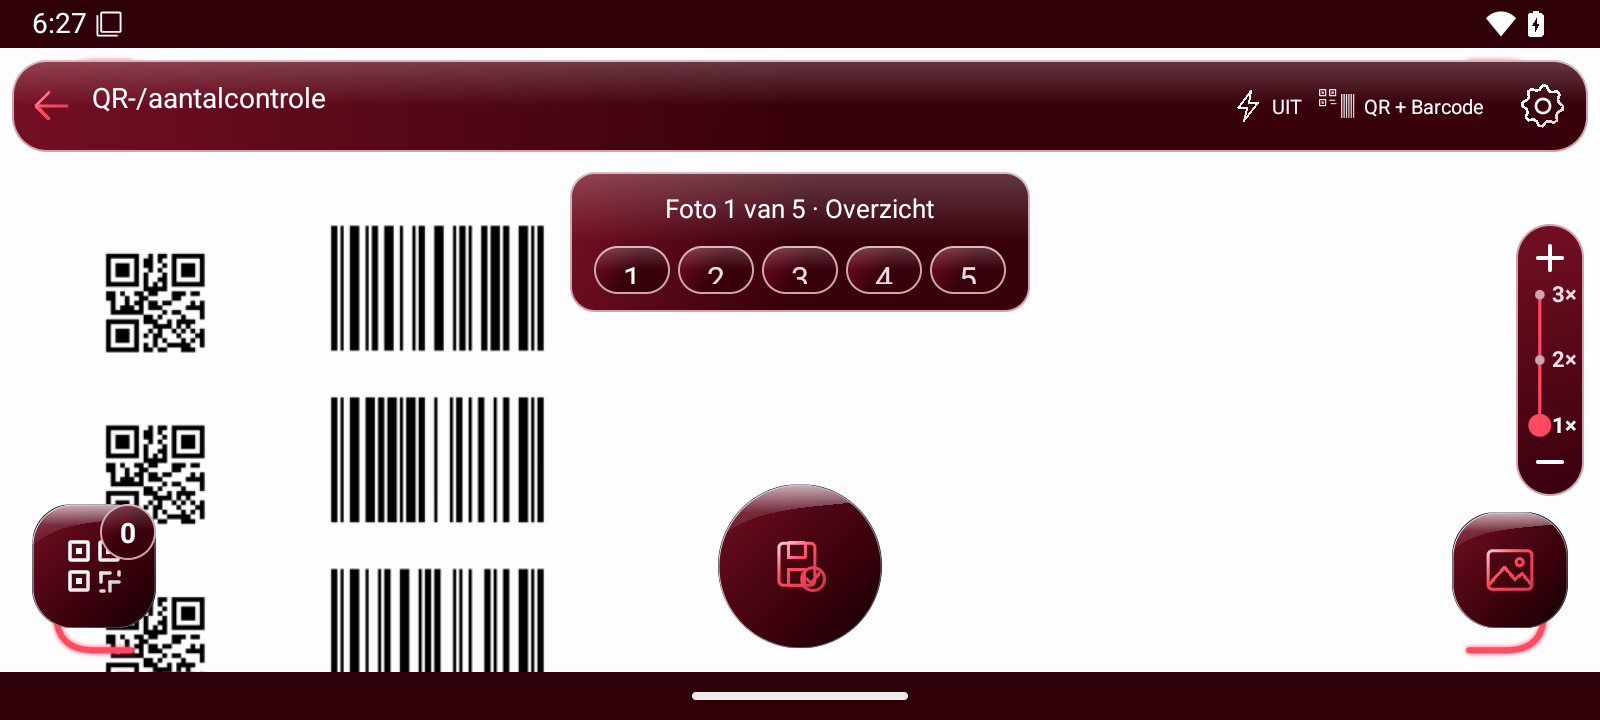 6:27
QR-/aantalcontrole
UIT
QR + Barcode
Foto 1 van 5 · Overzicht
1 2 3 4 5
3×
2×
1×
0